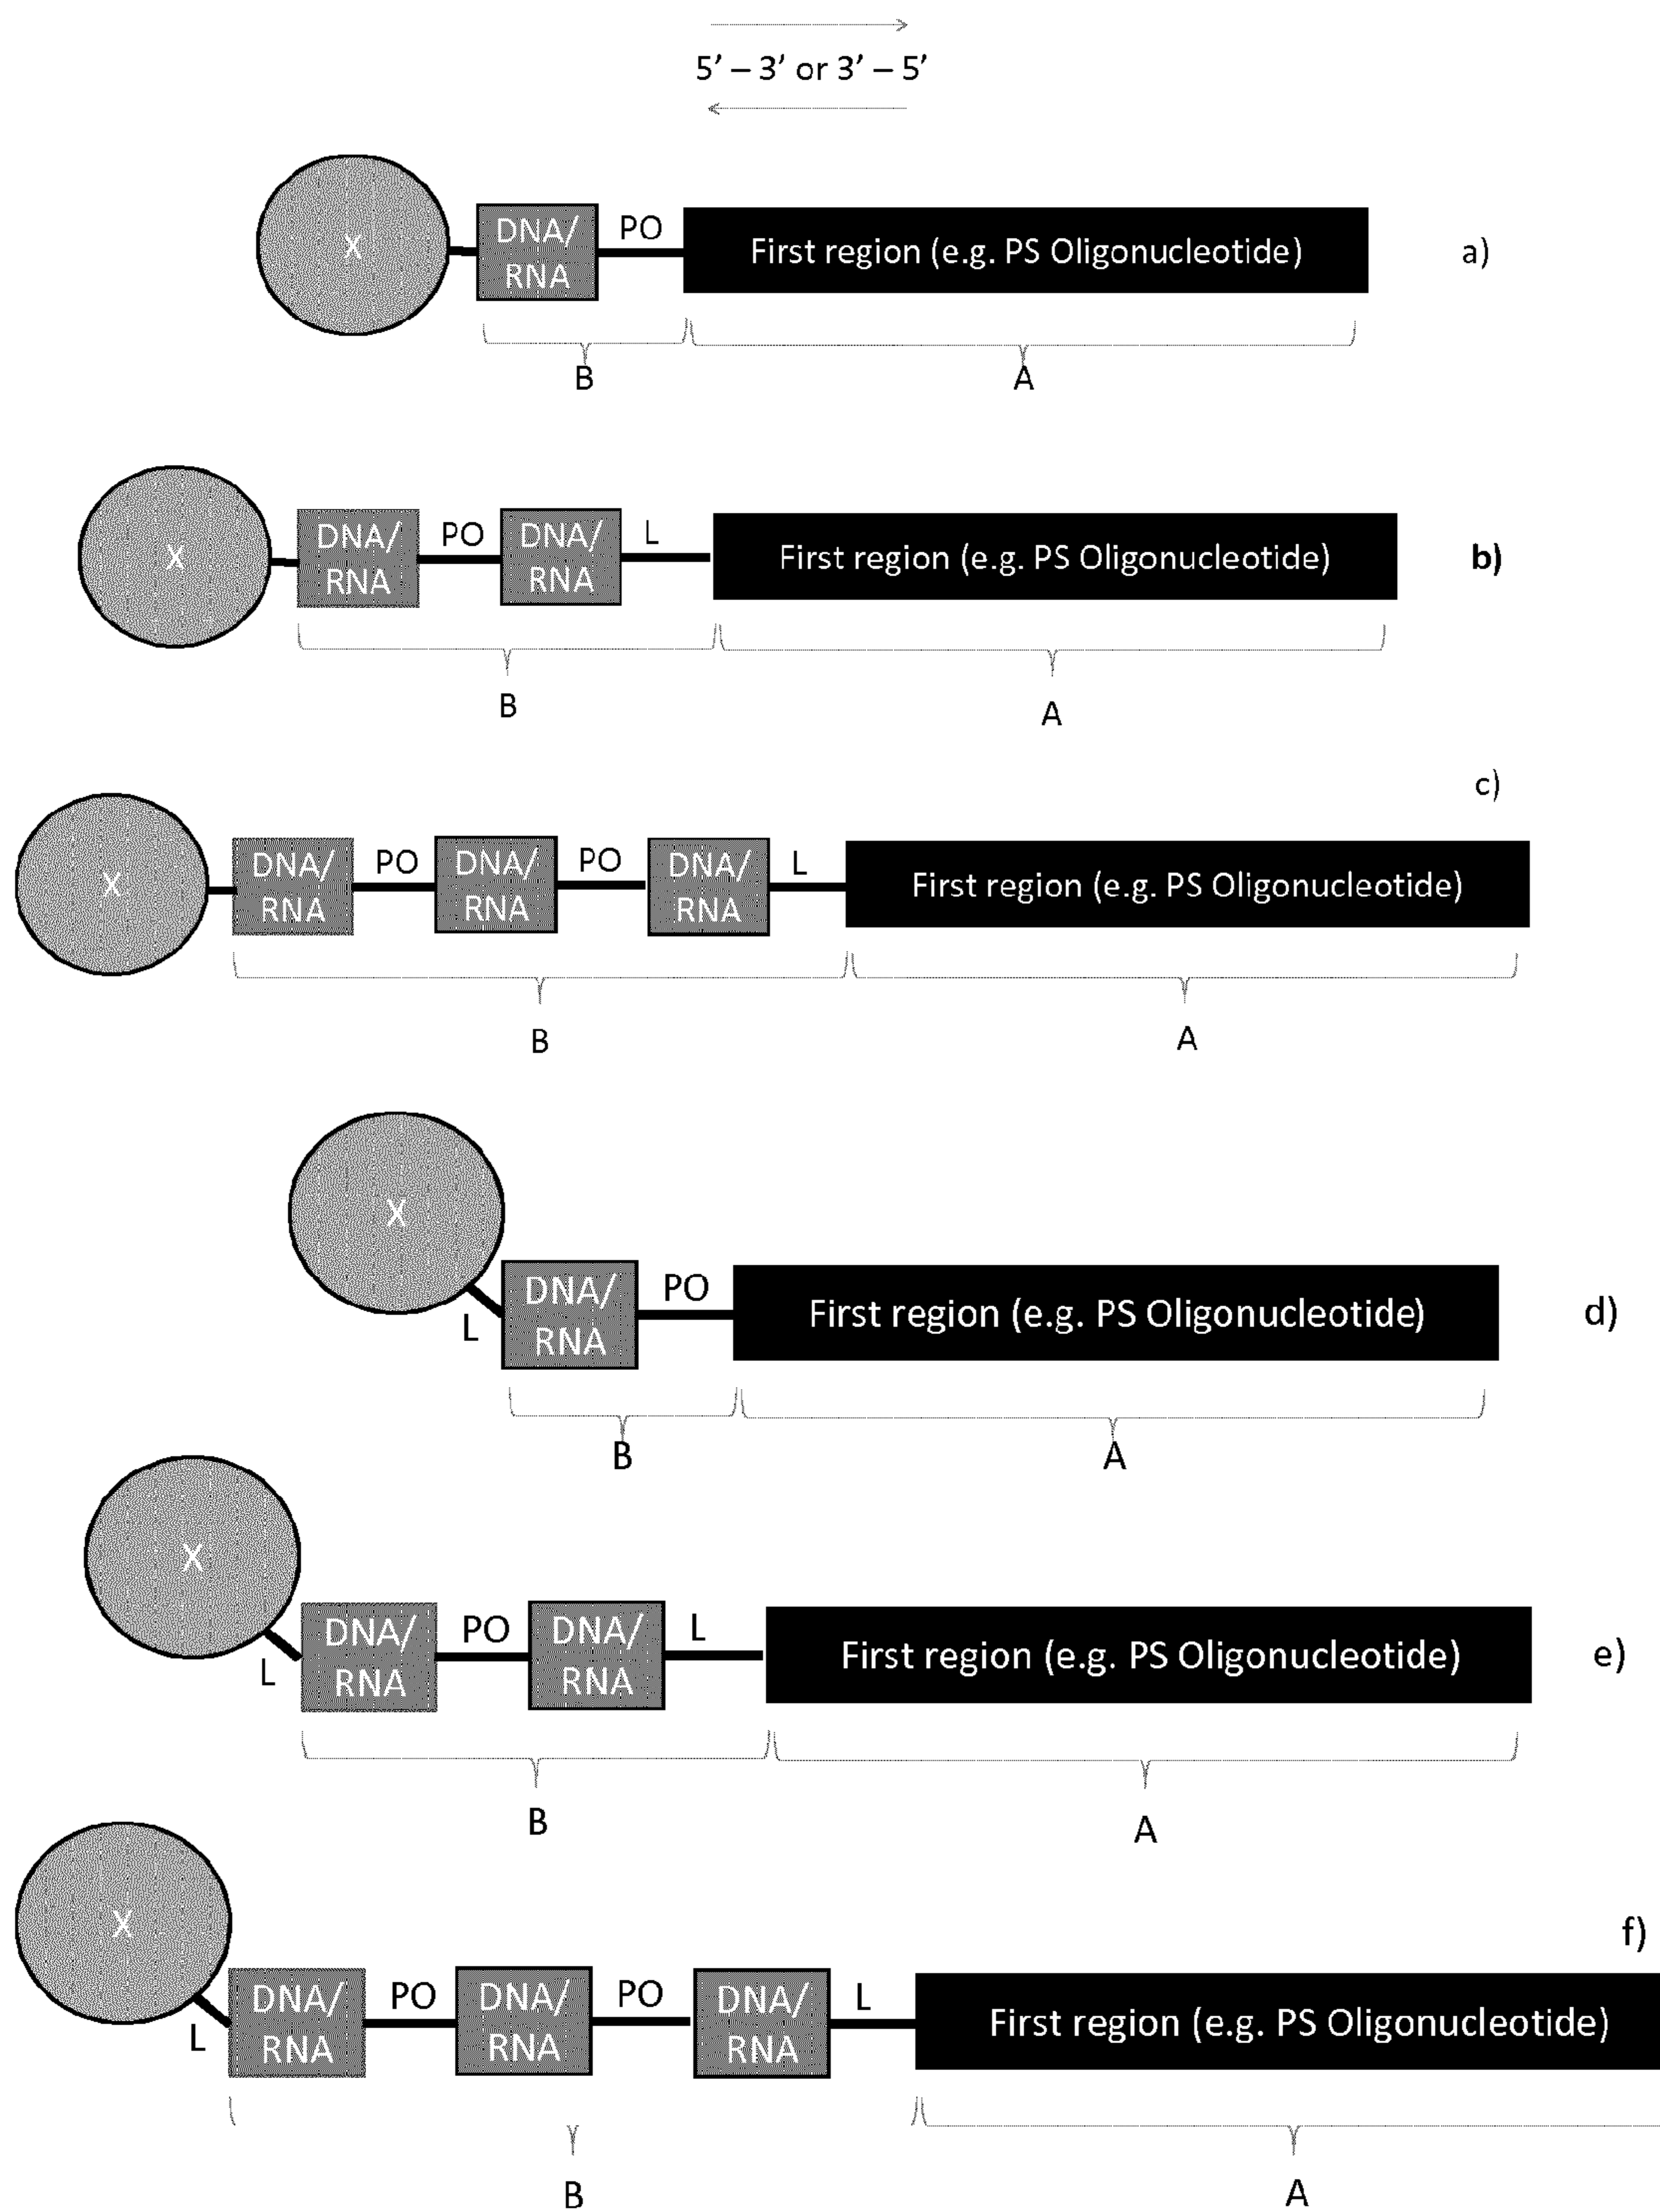 5’ – 3’ or 3’ – 5’
X
DNA/
RNA
PO
First region (e.g. PS Oligonucleotide)
a)
B
A
X
DNA/
RNA
PO
DNA/
RNA
L
First region (e.g. PS Oligonucleotide)
b)
B
A
c)
X
DNA/
RNA
PO
DNA/
RNA
PO
DNA/
RNA
L
First region (e.g. PS Oligonucleotide)
B
A
X
L
DNA/
RNA
PO
First region (e.g. PS Oligonucleotide)
d)
B
A
X
L
DNA/
RNA
PO
DNA/
RNA
L
First region (e.g. PS Oligonucleotide)
e)
B
A
f)
X
L
DNA/
RNA
PO
DNA/
RNA
PO
DNA/
RNA
L
First region (e.g. PS Oligonucleotide)
B
A